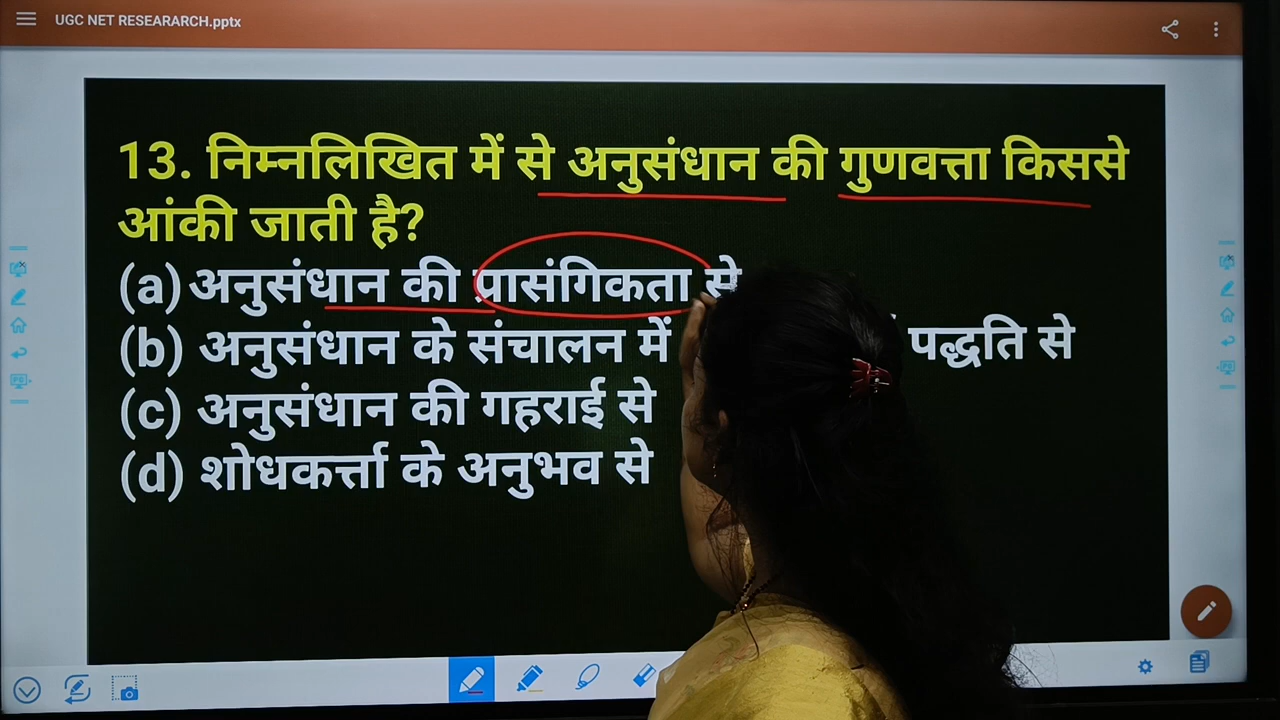 UGC NET RESEARARCH.pptx
13. निम्नलिखित में से अनुसंधान की गुणवत्ता किससे
आंकी जाती है?
(a) अनुसंधान की प्रासंगिकता से
(b) अनुसंधान के संचालन में पद्धति से
(c) अनुसंधान की गहराई से
(d) शोधकर्त्ता के अनुभव से